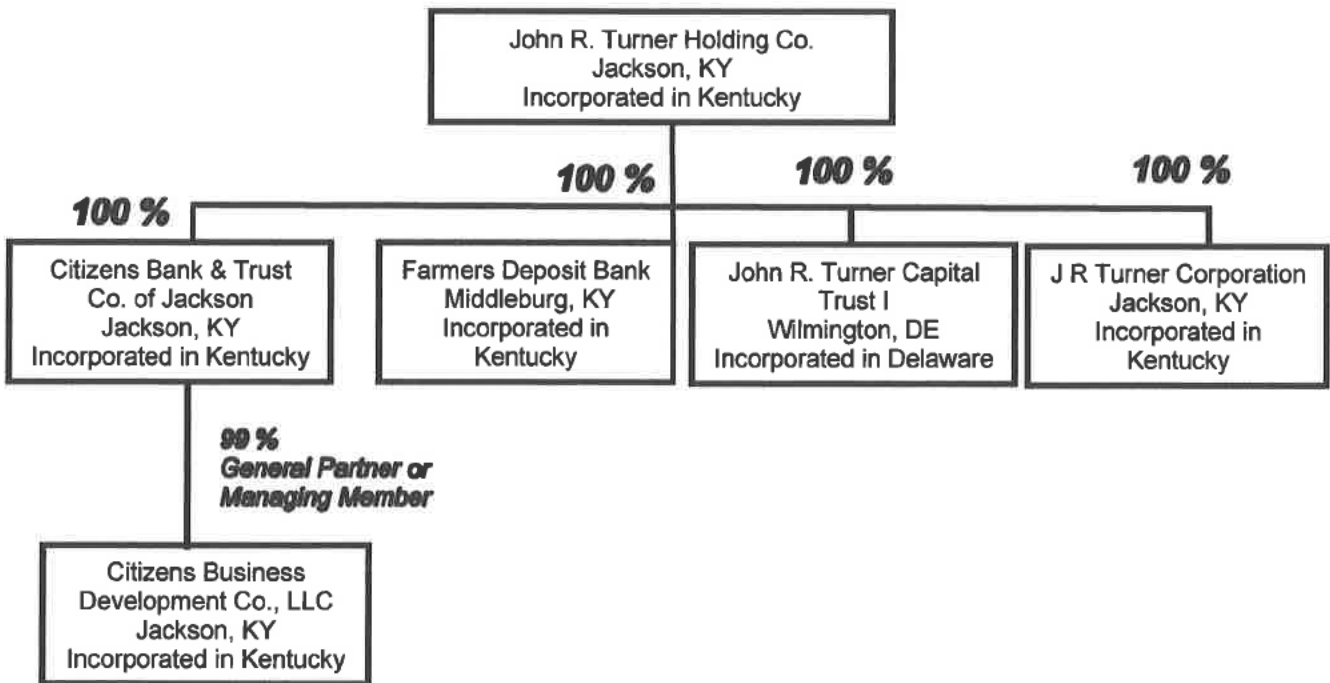 John R. Turner Holding Co.
Jackson, KY
Incorporated in Kentucky
100 %
100 %
100 %
100 %
Citizens Bank & Trust
Co. of Jackson
Jackson, KY
Incorporated in Kentucky
Farmers Deposit Bank
Middleburg, KY
Incorporated in
Kentucky
John R. Turner Capital
Trust I
Wilmington, DE
Incorporated in Delaware
J R Turner Corporation
Jackson, KY
Incorporated in
Kentucky
99 %
General Partner or
Managing Member
Citizens Business
Development Co., LLC
Jackson, KY
Incorporated in Kentucky